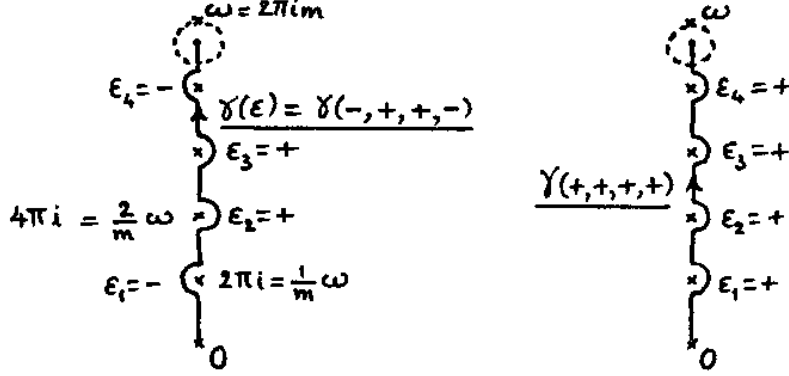 ω = 2πim
ε₄ = −
γ(ε) = γ(−,+,+,−)
ε₃ = +
4πi = 2/m ω
ε₂ = +
ε₁ = −
2πi = 1/m ω
0
ω
ε₄ = +
ε₃ = +
γ(+,+,+,+)
ε₂ = +
ε₁ = +
0